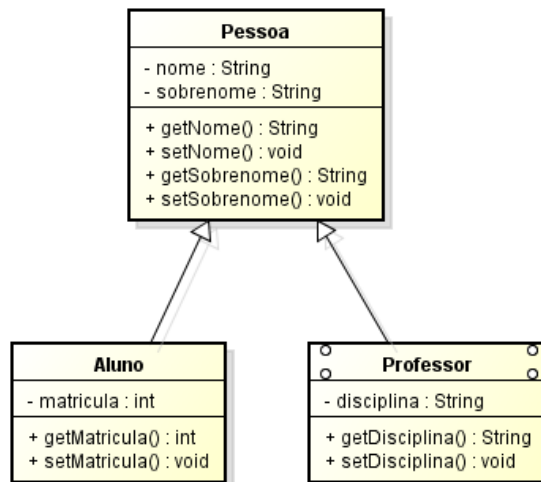 Pessoa
- nome : String
- sobrenome : String
+ getNome() : String
+ setNome() : void
+ getSobrenome() : String
+ setSobrenome() : void
Aluno
- matricula : int
+ getMatricula() : int
+ setMatricula() : void
Professor
- disciplina : String
+ getDisciplina() : String
+ setDisciplina() : void